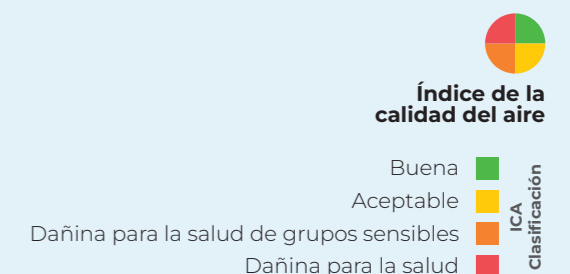 Índice de la
calidad del aire
Buena
Aceptable
Dañina para la salud de grupos sensibles
Dañina para la salud
ICA
Clasificación